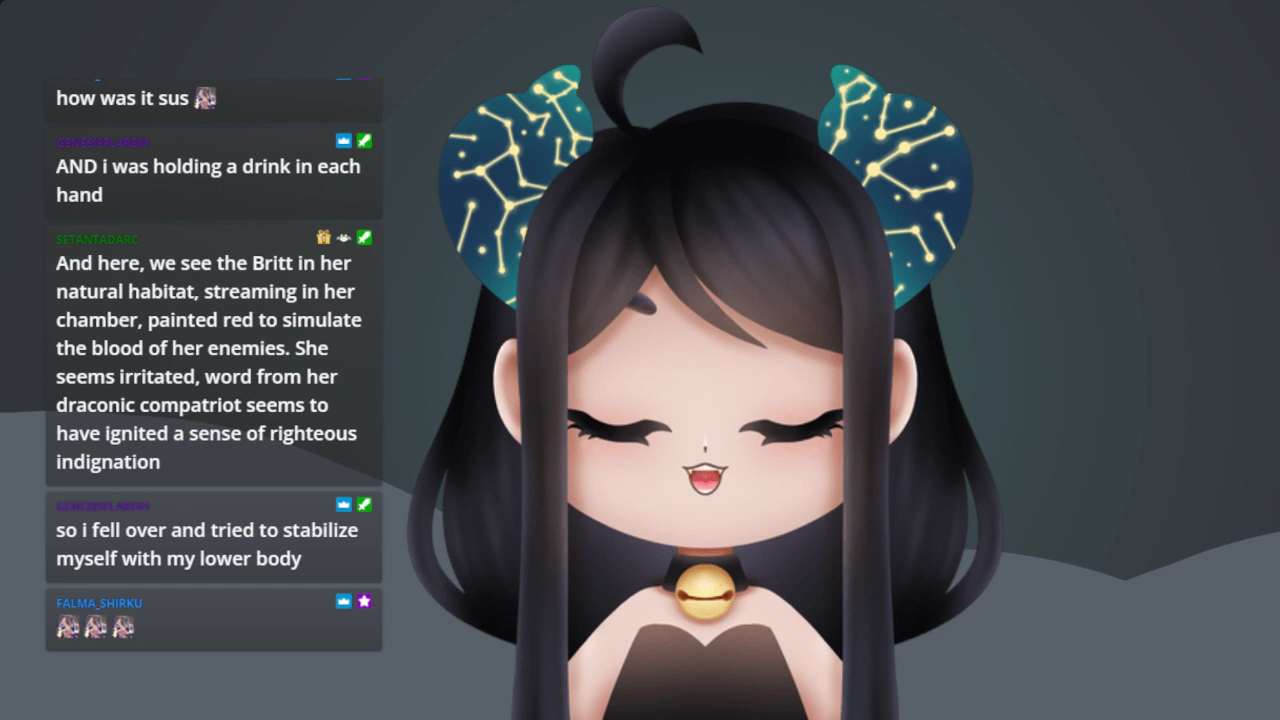 how was it sus
AND i was holding a drink in each
hand
SETANTADARC
And here, we see the Britt in her
natural habitat, streaming in her
chamber, painted red to simulate
the blood of her enemies. She
seems irritated, word from her
draconic compatriot seems to
have ignited a sense of righteous
indignation
so i fell over and tried to stabilize
myself with my lower body
FALMA_SHIRKU